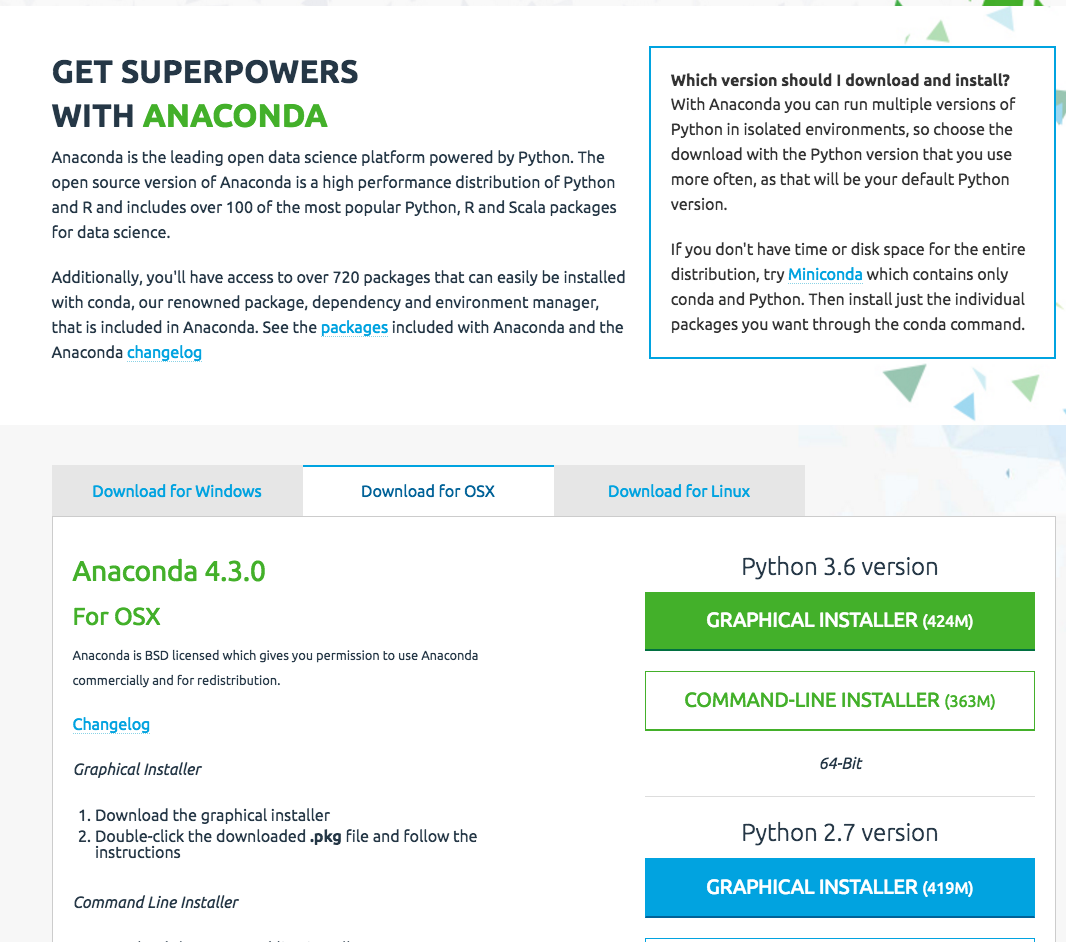 GET SUPERPOWERS
WITH ANACONDA
Anaconda is the leading open data science platform powered by Python. The
open source version of Anaconda is a high performance distribution of Python
and R and includes over 100 of the most popular Python, R and Scala packages
for data science.
Additionally, you'll have access to over 720 packages that can easily be installed
with conda, our renowned package, dependency and environment manager,
that is included in Anaconda. See the packages included with Anaconda and the
Anaconda changelog
Which version should I download and install?
With Anaconda you can run multiple versions of
Python in isolated environments, so choose the
download with the Python version that you use
more often, as that will be your default Python
version.
If you don't have time or disk space for the entire
distribution, try Miniconda which contains only
conda and Python. Then install just the individual
packages you want through the conda command.
Download for Windows
Download for OSX
Download for Linux
Anaconda 4.3.0
For OSX
Anaconda is BSD licensed which gives you permission to use Anaconda
commercially and for redistribution.
Changelog
Graphical Installer
1. Download the graphical installer
2. Double-click the downloaded .pkg file and follow the
instructions
Command Line Installer
Python 3.6 version
GRAPHICAL INSTALLER (424M)
COMMAND-LINE INSTALLER (363M)
64-Bit
Python 2.7 version
GRAPHICAL INSTALLER (419M)